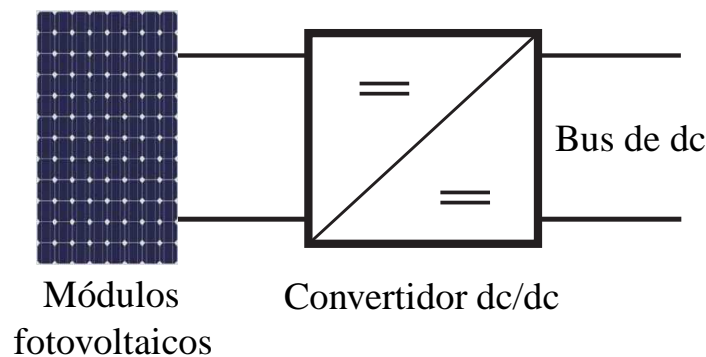 Bus de dc
Módulos
fotovoltaicos
Convertidor dc/dc